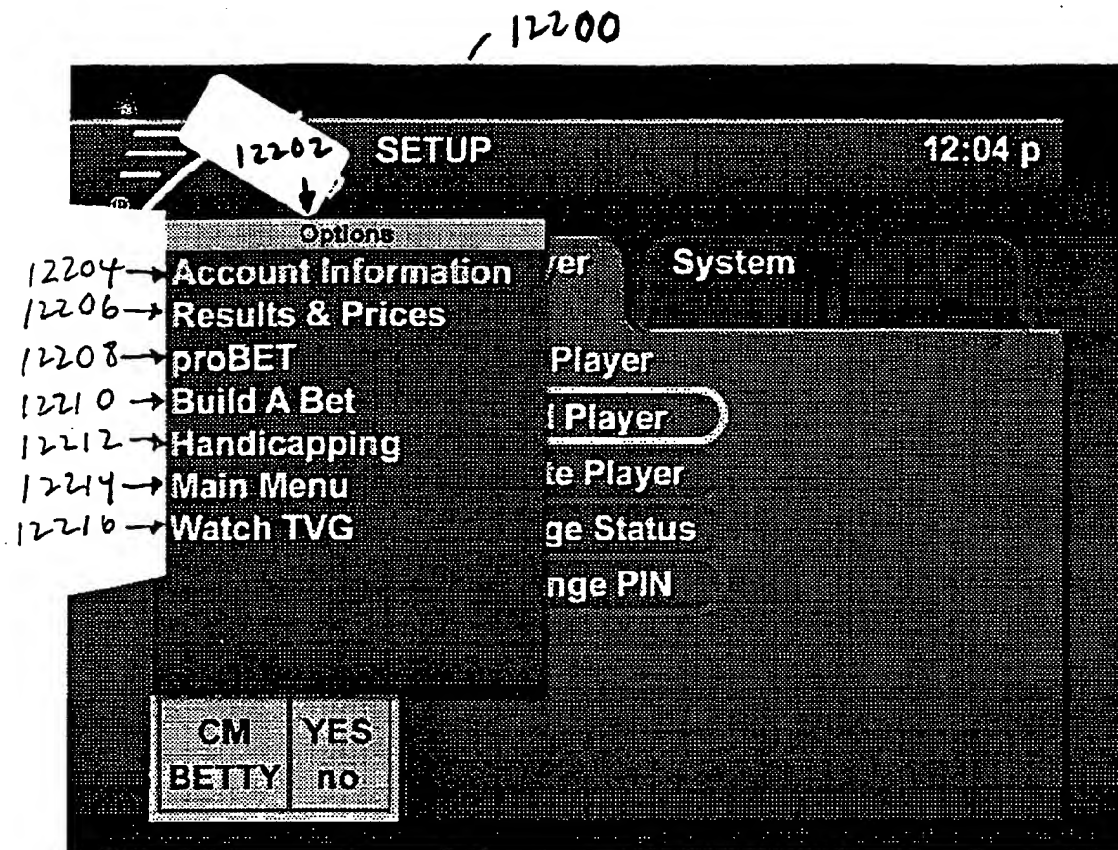 12200
12202
SETUP 12:04 p
Options
12204 Account Information
12206 Results & Prices
12208 proBET
12210 Build A Bet
12212 Handicapping
12214 Main Menu
12216 Watch TVG
yer System
Player
Player
te Player
ge Status
nge PIN
CM YES
BETTY no